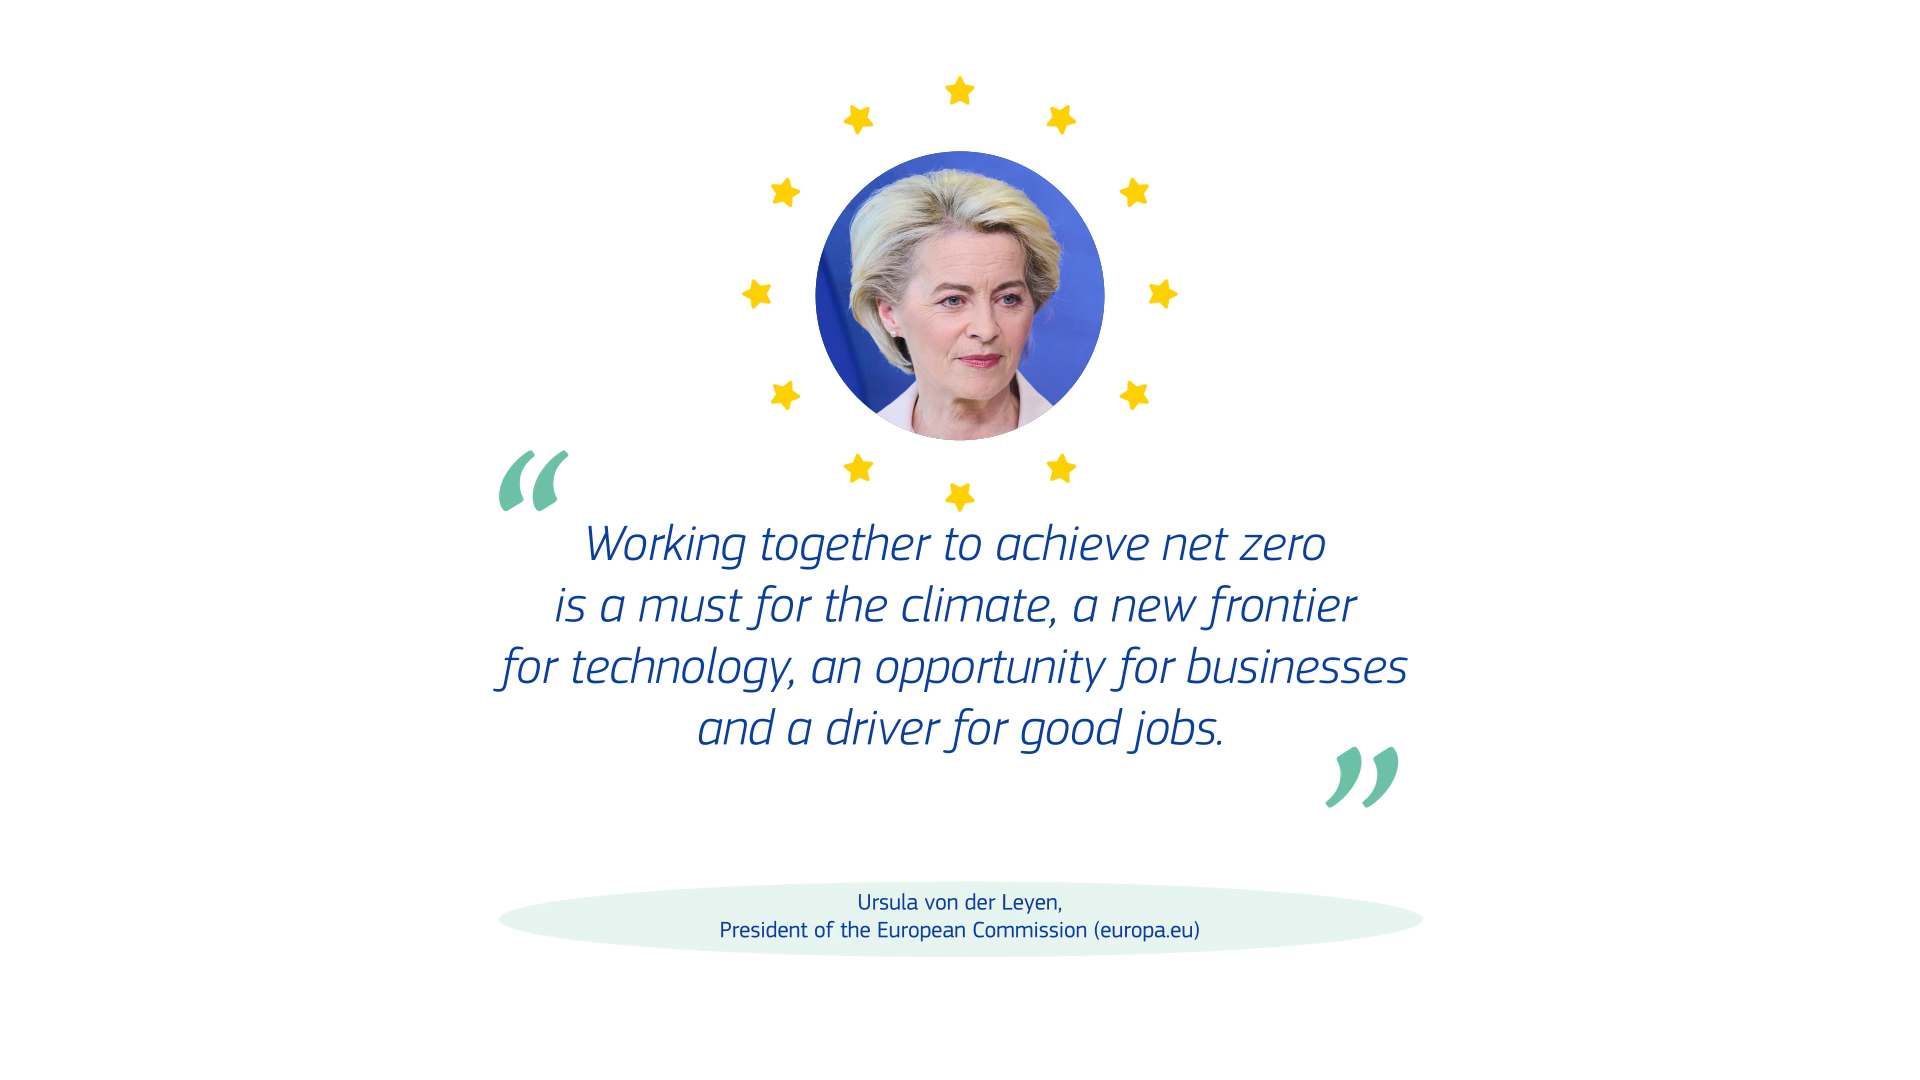 “
Working together to achieve net zero
is a must for the climate, a new frontier
for technology, an opportunity for businesses
and a driver for good jobs.
”
Ursula von der Leyen,
President of the European Commission (europa.eu)